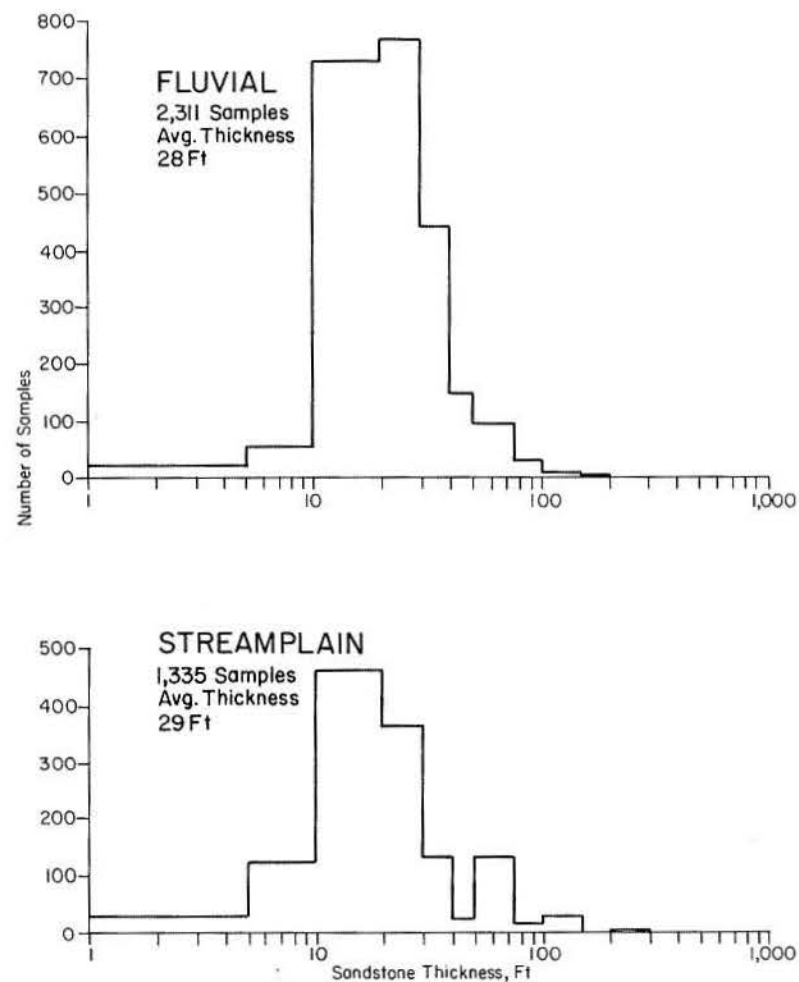 800
FLUVIAL
2,311 Samples
Avg. Thickness
28 Ft
700
600
500
400
300
200
100
0
Number of Samples
1 10 100 1,000
STREAMPLAIN
1,335 Samples
Avg. Thickness
29 Ft
500
400
300
200
100
0
1 10 100 1,000
Sandstone Thickness, Ft